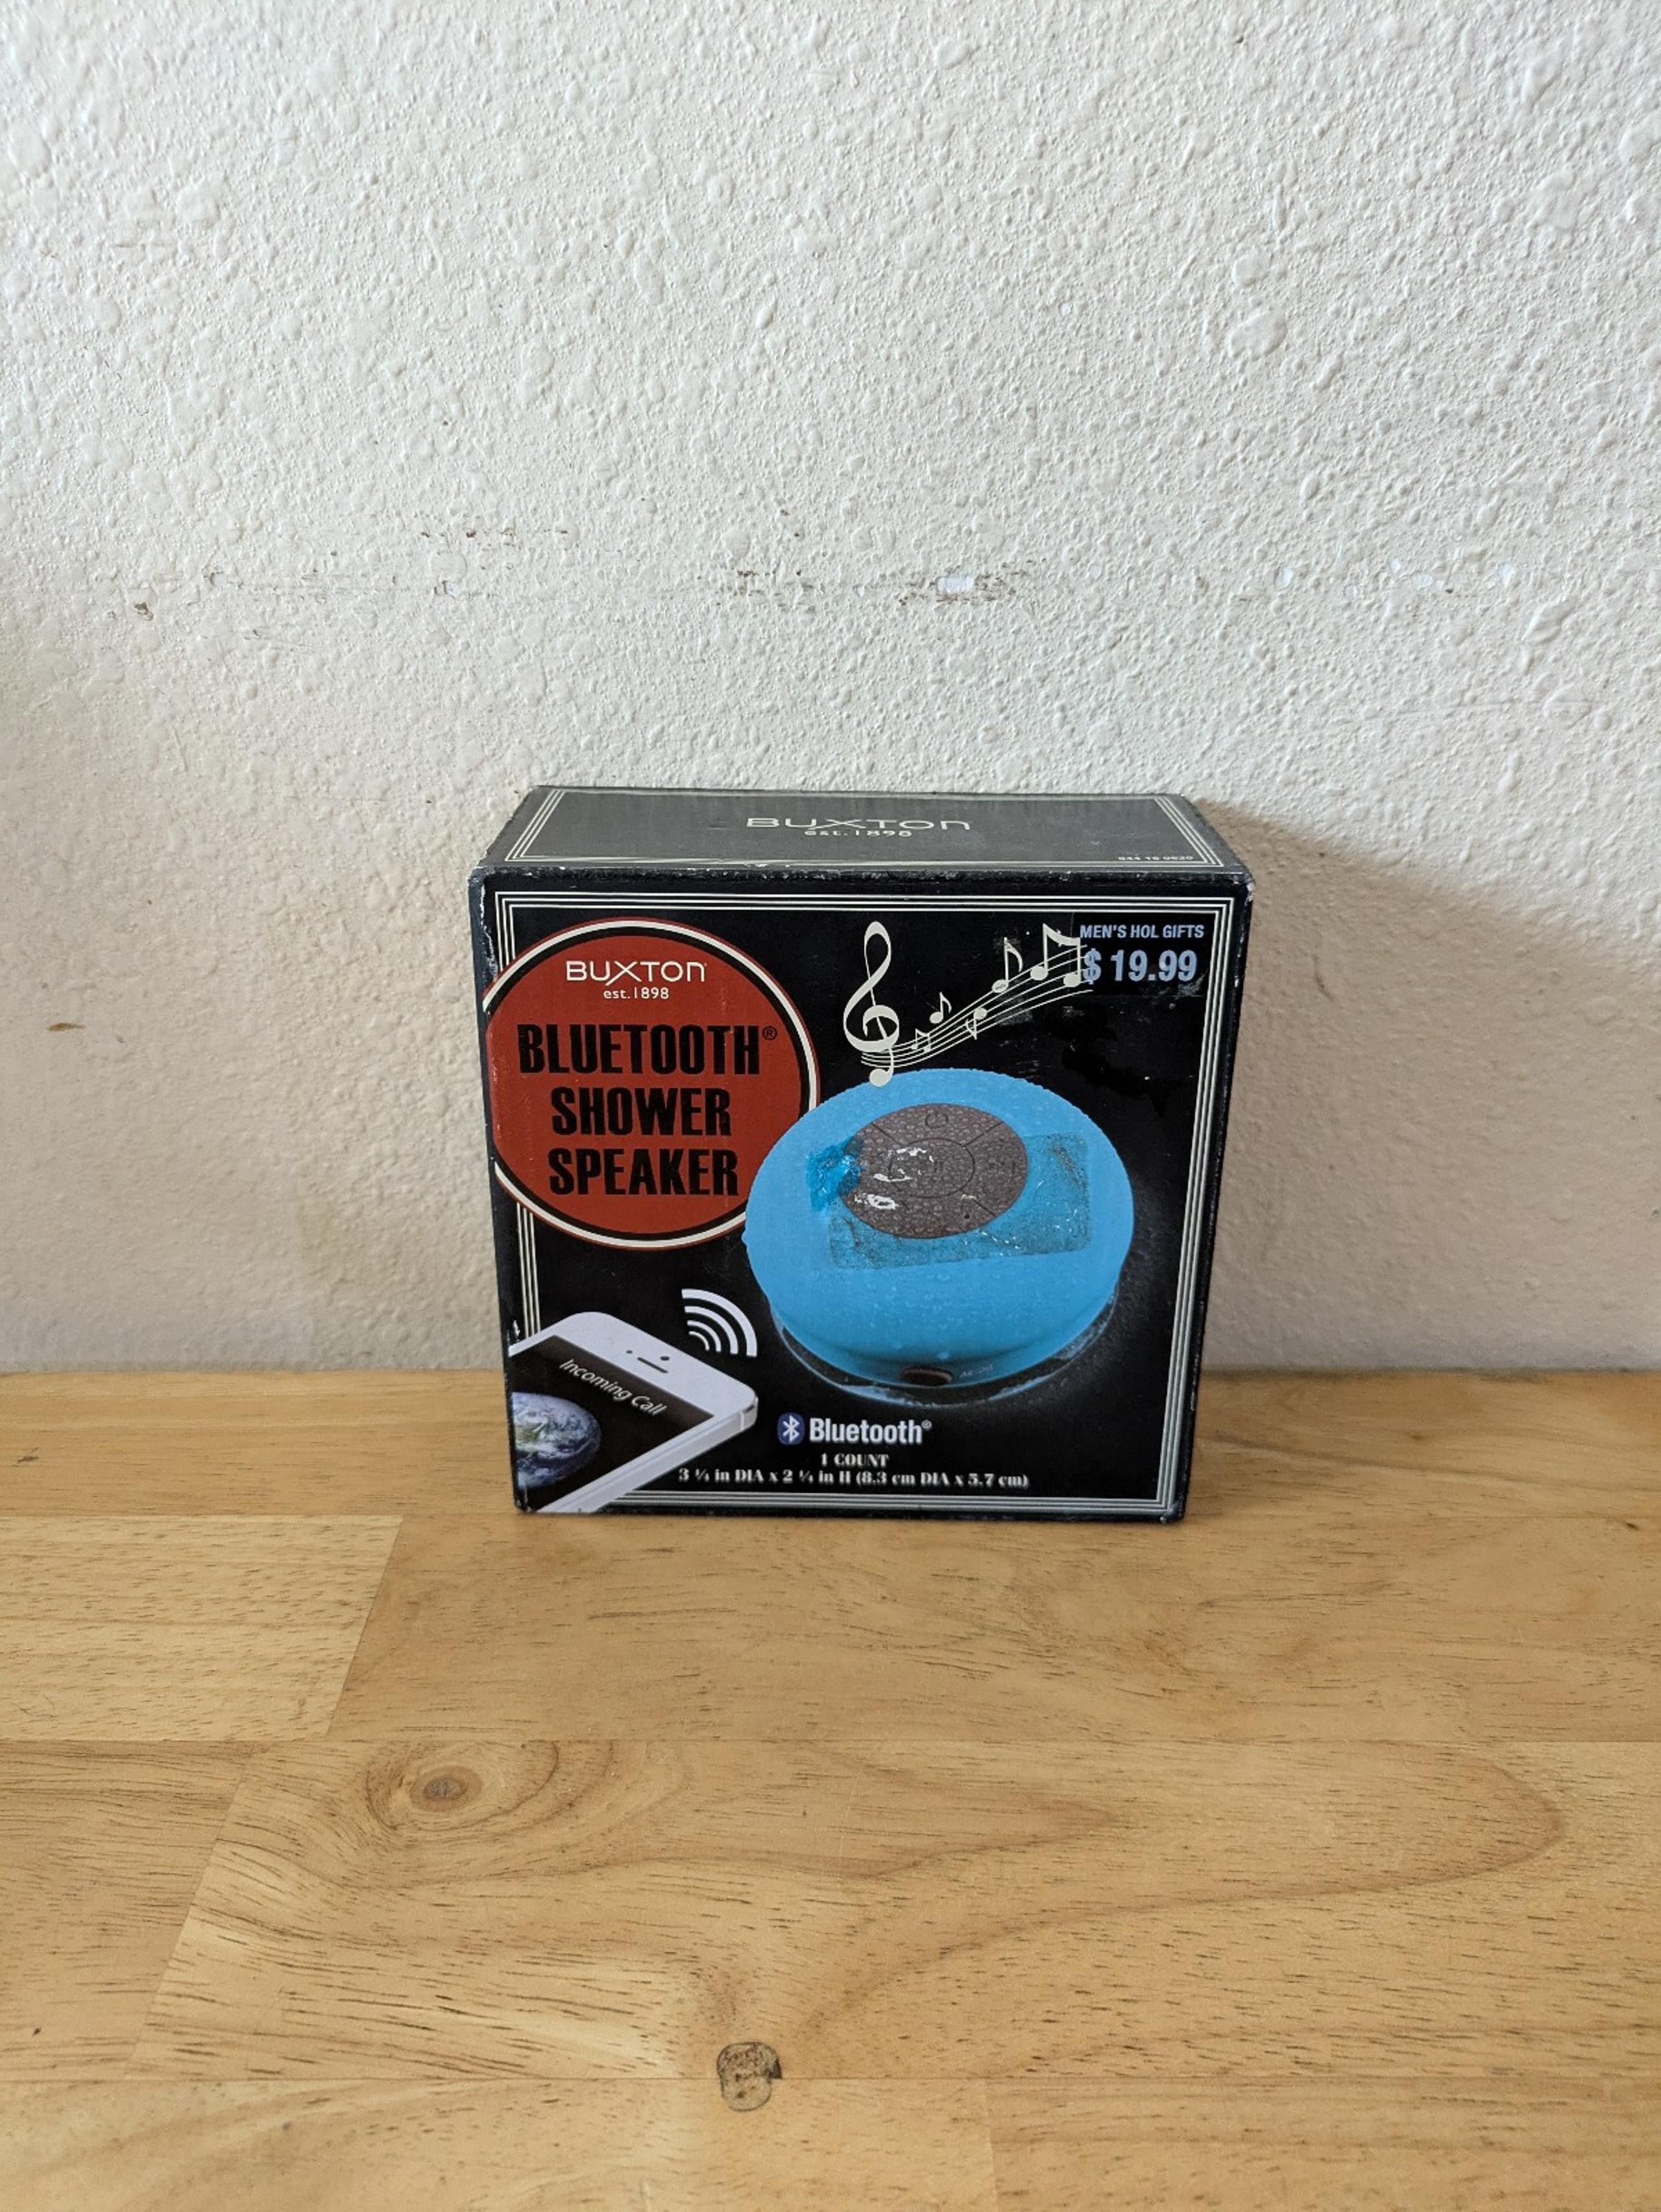 BUXTON
est. 1898
BUXTON
est. 1898
BLUETOOTH®
SHOWER
SPEAKER
MEN'S HOL GIFTS
$ 19.99
Incoming Call
Bluetooth®
1 COUNT
3 ¼ in DIA x 2 ¼ in H (8.3 cm DIA x 5.7 cm)